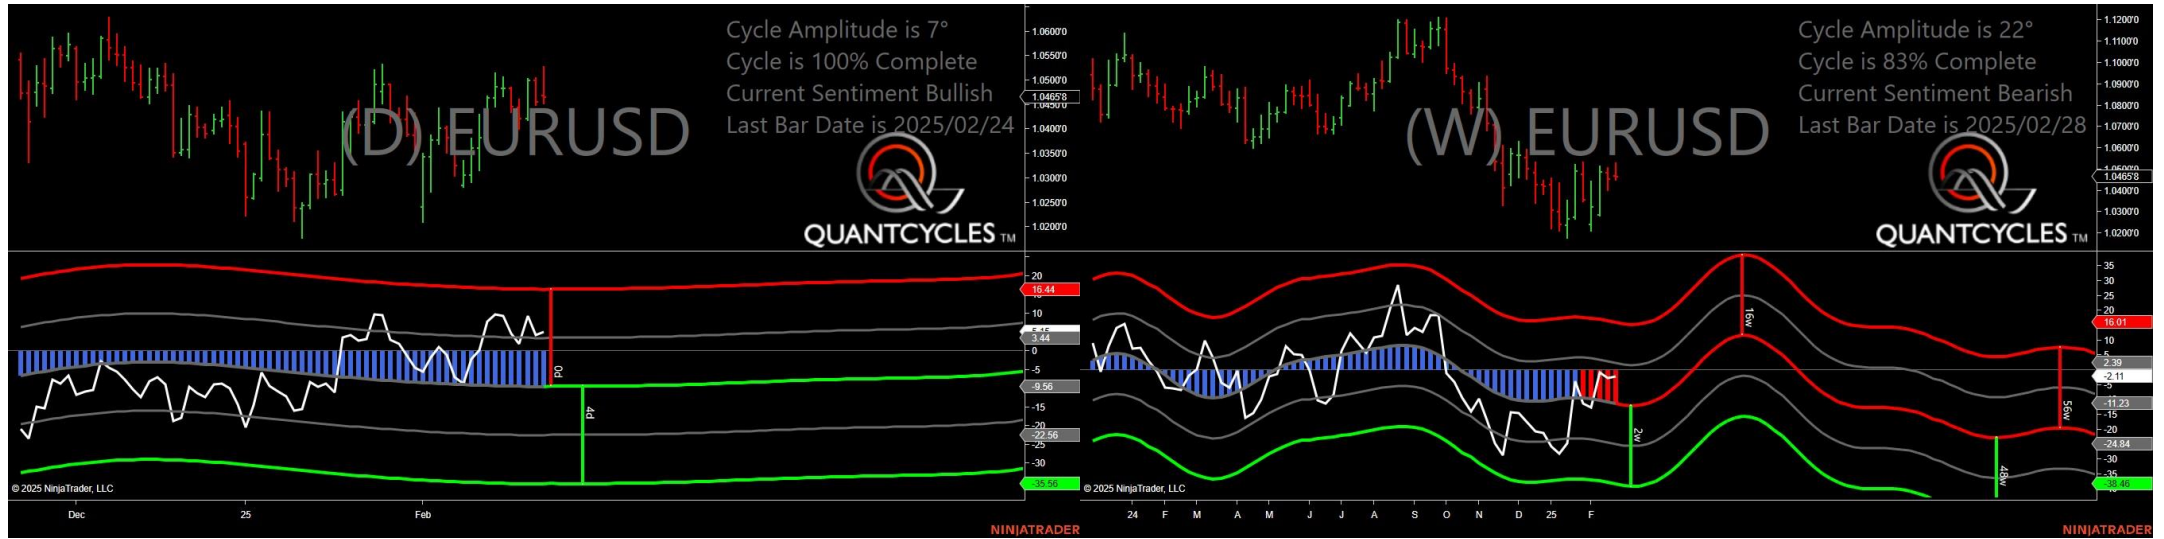 Cycle Amplitude is 7°
Cycle is 100% Complete
Current Sentiment Bullish
Last Bar Date is 2025/02/24
(D) EURUSD
QUANTCYCLES TM
1.0600'0
1.0550'0
1.0500'0
1.0465'8
1.0450'0
1.0400'0
1.0350'0
1.0300'0
1.0250'0
1.0200'0
20
16.44
10
3.44
0
-5
-9.56
-15
-20
-22.56
-25
-30
-35.56
0d
4d
© 2025 NinjaTrader, LLC
Dec
25
Feb
NINJATRADER
Cycle Amplitude is 22°
Cycle is 83% Complete
Current Sentiment Bearish
Last Bar Date is 2025/02/28
(W) EURUSD
QUANTCYCLES TM
1.1200'0
1.1100'0
1.1000'0
1.0900'0
1.0800'0
1.0700'0
1.0600'0
1.0465'8
1.0400'0
1.0300'0
1.0200'0
35
30
25
20
16.01
10
5
2.39
-2.11
-5
-11.23
-15
-20
-24.84
-30
-35
-38.46
16w
2w
48w
56w
© 2025 NinjaTrader, LLC
24
F
M
A
M
J
J
A
S
O
N
D
25
F
NINJATRADER